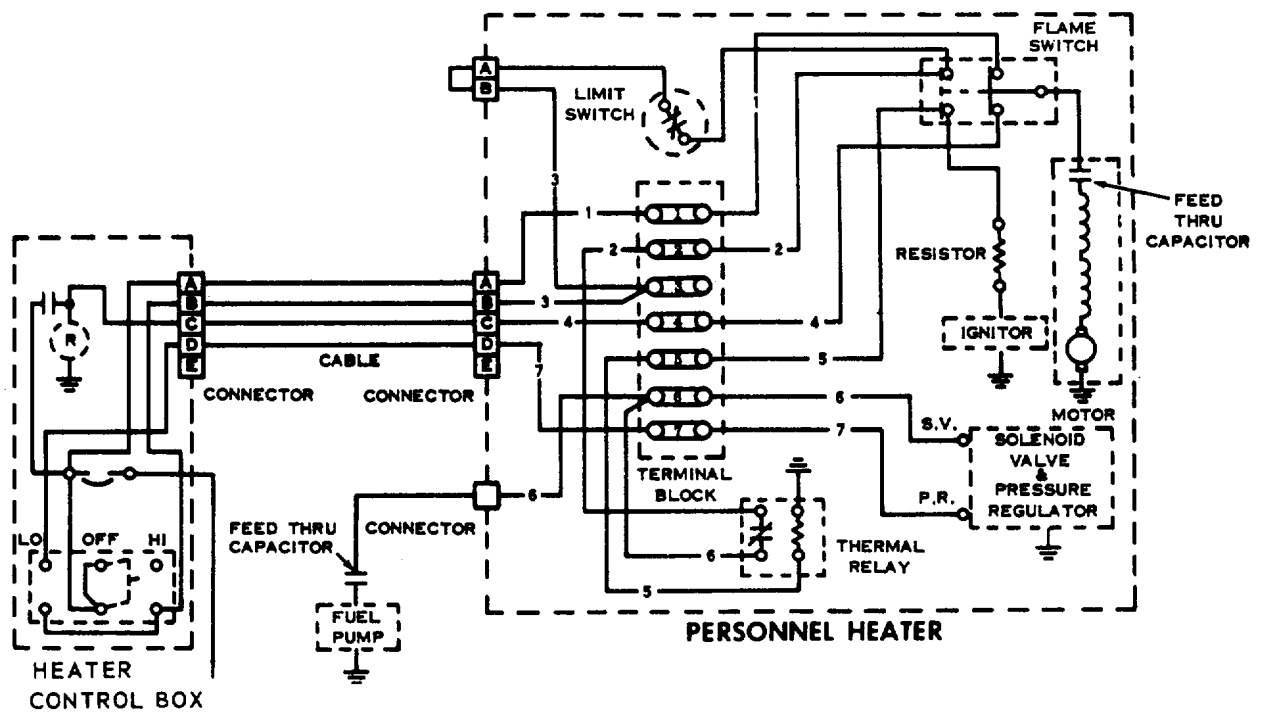 FLAME
SWITCH
A
B
LIMIT
SWITCH
3
FEED
THRU
CAPACITOR
1
1
2
2
2
RESISTOR
3
A
B
C
D
E
A
B
C
D
E
3
4
4
4
R
IGNITOR
CABLE
5
5
7
CONNECTOR
CONNECTOR
6
6
MOTOR
7
7
S.V.
SOLENOID
VALVE
&
PRESSURE
REGULATOR
TERMINAL
BLOCK
6
P.R.
FEED THRU
CAPACITOR
CONNECTOR
LO
OFF
HI
THERMAL
RELAY
6
5
FUEL
PUMP
PERSONNEL HEATER
HEATER
CONTROL BOX